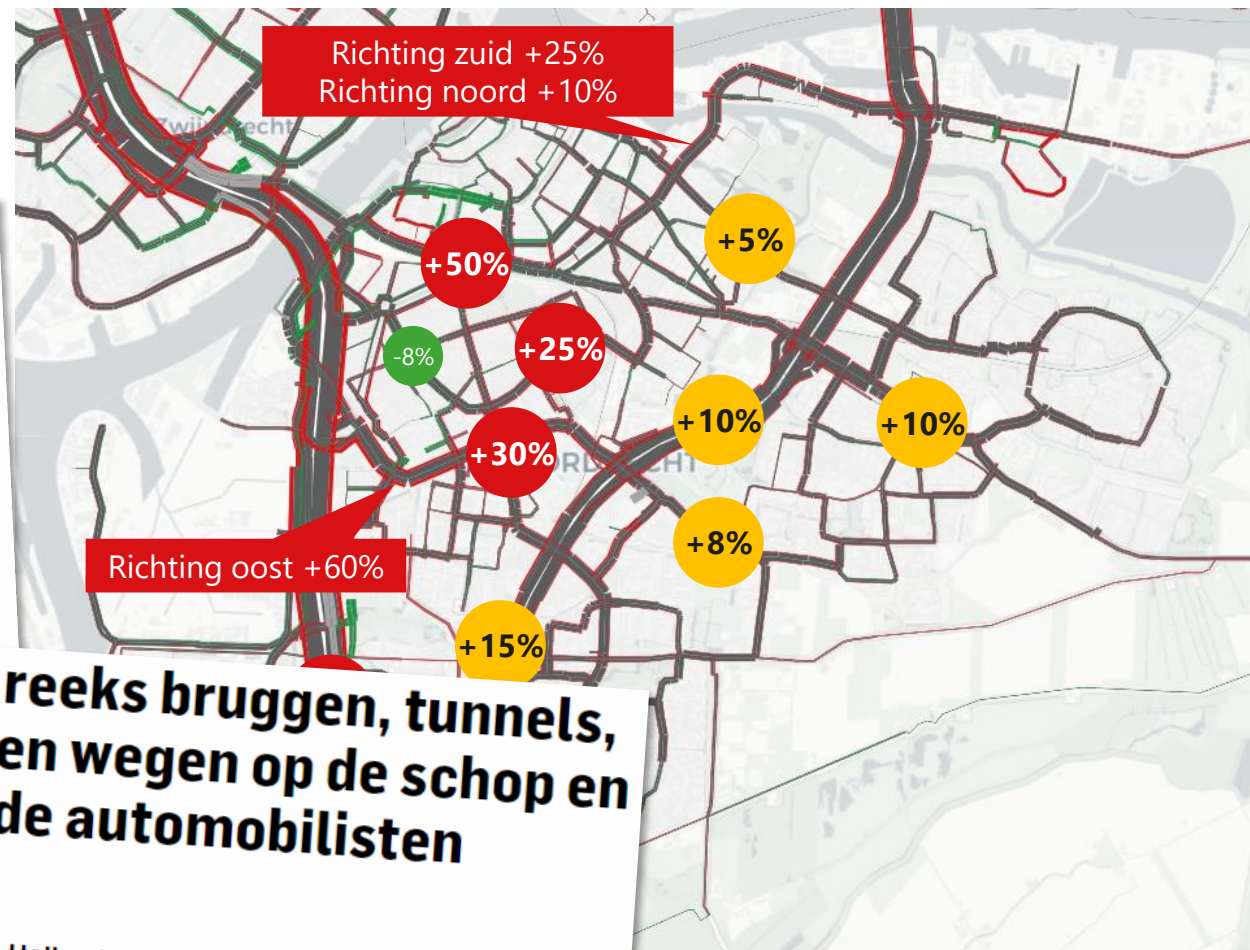 Richting zuid +25%
Richting noord +10%
+5%
+50%
-8%
+25%
+10%
+10%
+30%
+8%
Richting oost +60%
+15%
reeks bruggen, tunnels,
en wegen op de schop en
de automobilisten